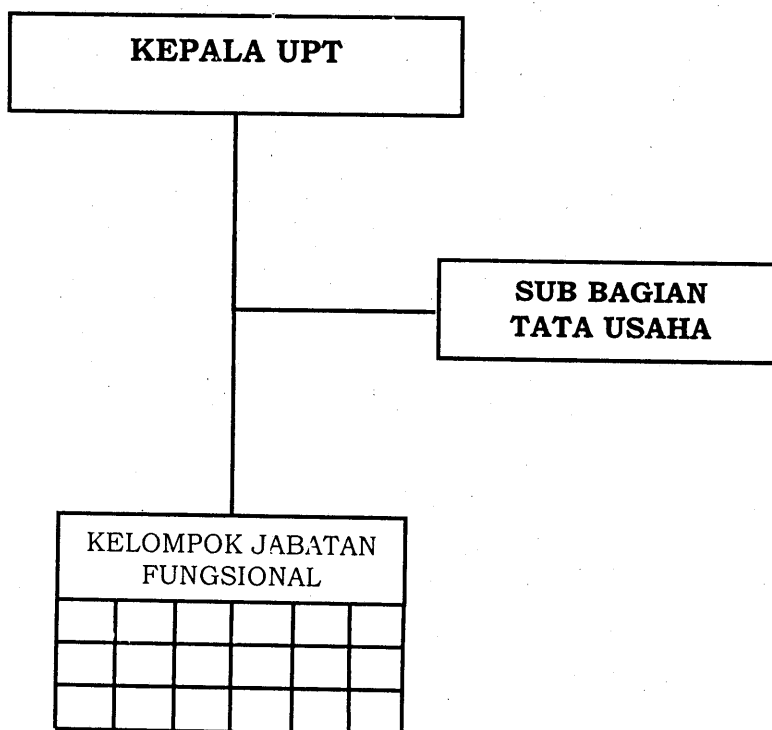 KEPALA UPT
SUB BAGIAN
TATA USAHA
KELOMPOK JABATAN
FUNGSIONAL